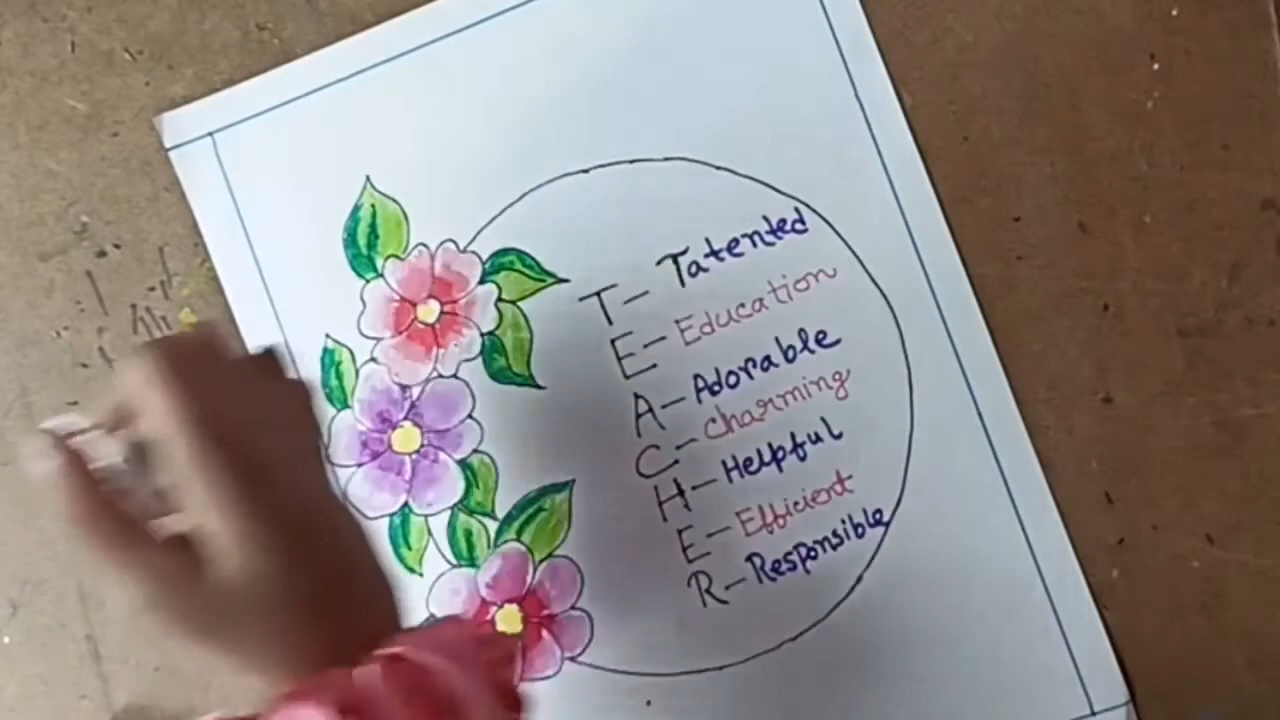 T- Tatented
E- Education
A- Adorable
C- Charming
H- Helpful
E- Efficient
R- Responsible